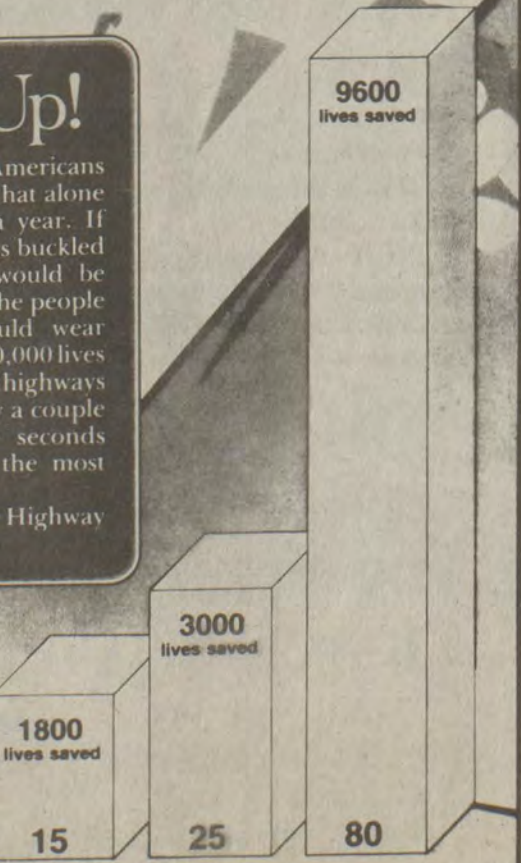 Up!
Americans
hat alone
a year. If
s buckled
would be
he people
uld wear
0,000 lives
highways
a couple
seconds
the most
Highway
9600
lives saved
3000
lives saved
1800
lives saved
15
25
80